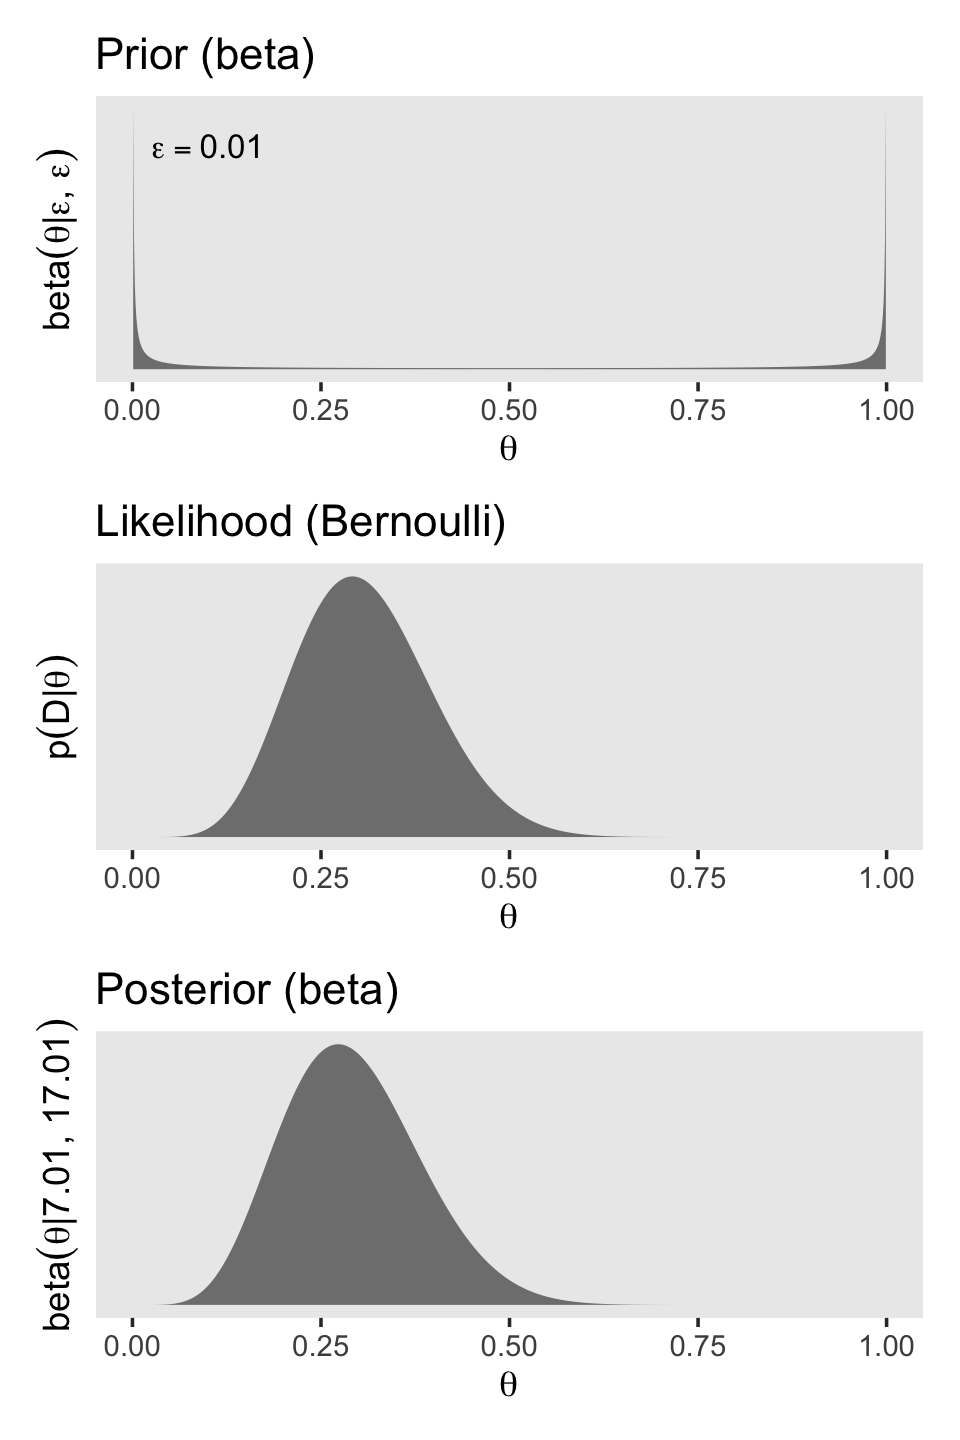 Prior (beta)
beta(θ|ε, ε)
ε = 0.01
0.00 0.25 0.50 0.75 1.00
θ
Likelihood (Bernoulli)
p(D|θ)
0.00 0.25 0.50 0.75 1.00
θ
Posterior (beta)
beta(θ|7.01, 17.01)
0.00 0.25 0.50 0.75 1.00
θ